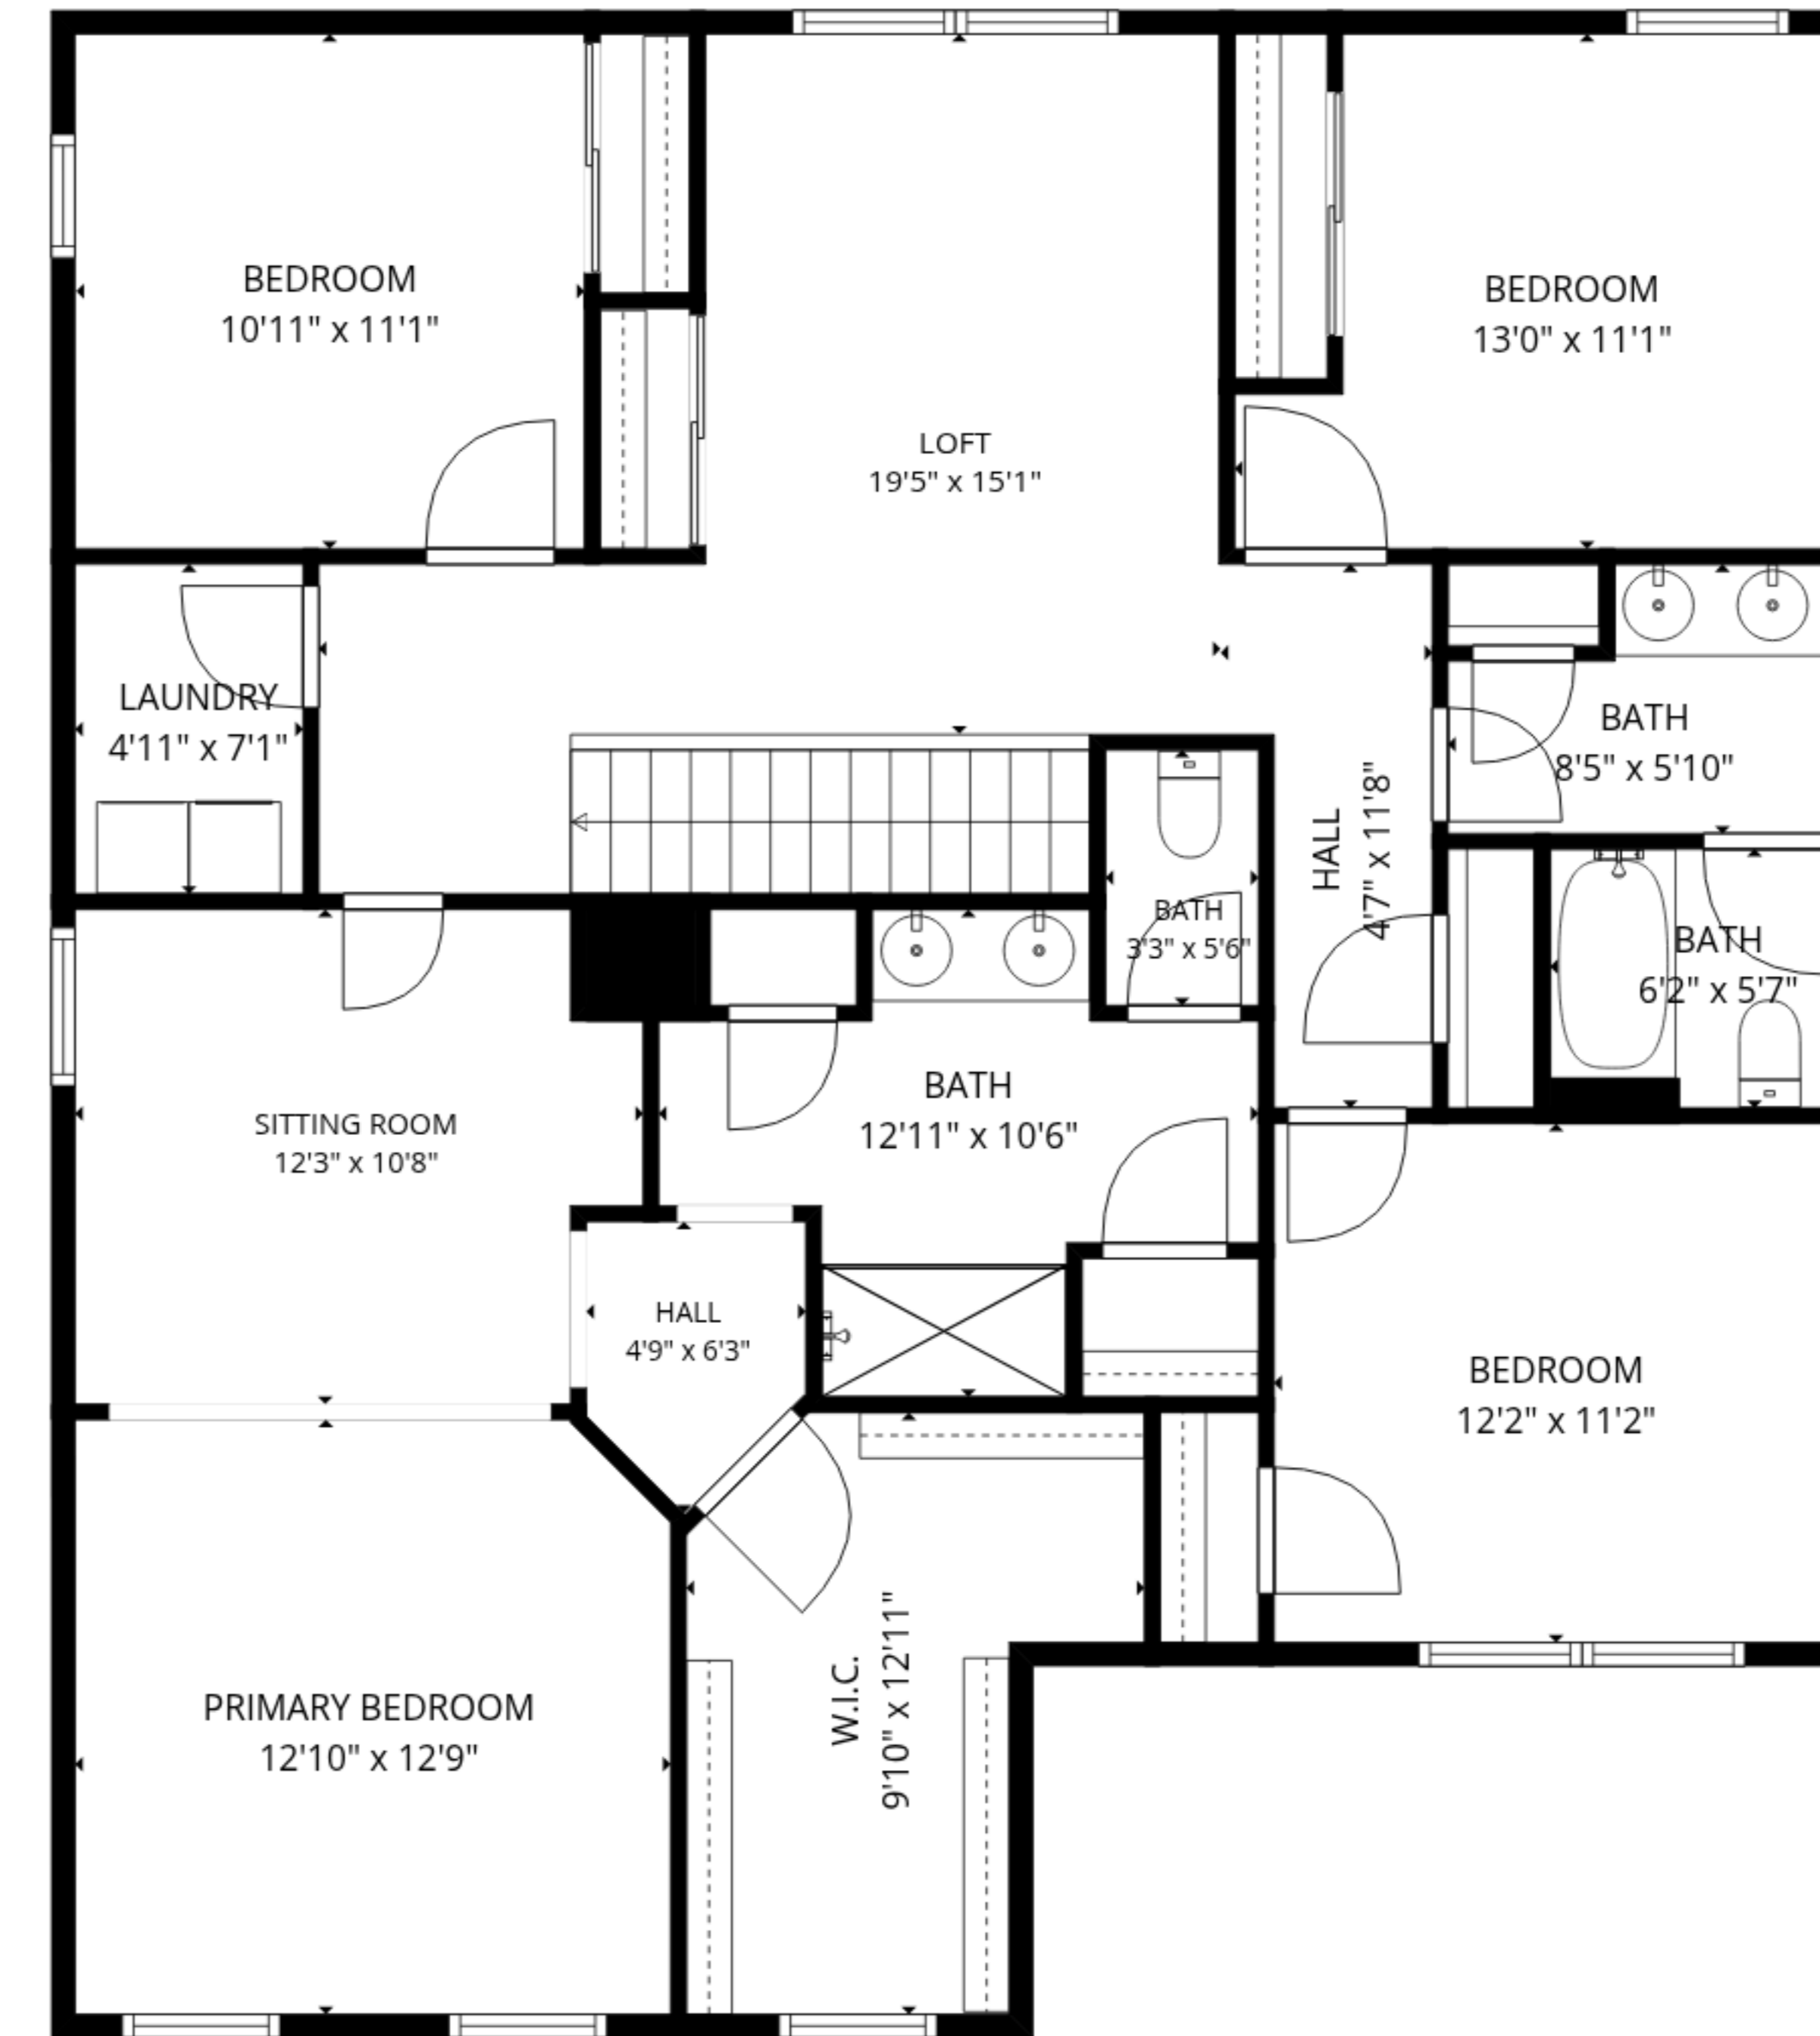 BEDROOM
10'11" x 11'1"
BEDROOM
13'0" x 11'1"
LOFT
19'5" x 15'1"
LAUNDRY
4'11" x 7'1"
BATH
8'5" x 5'10"
HALL
4'7" x 11'8"
BATH
3'3" x 5'6"
BATH
6'2" x 5'7"
SITTING ROOM
12'3" x 10'8"
BATH
12'11" x 10'6"
HALL
4'9" x 6'3"
BEDROOM
12'2" x 11'2"
PRIMARY BEDROOM
12'10" x 12'9"
W.I.C.
9'10" x 12'11"